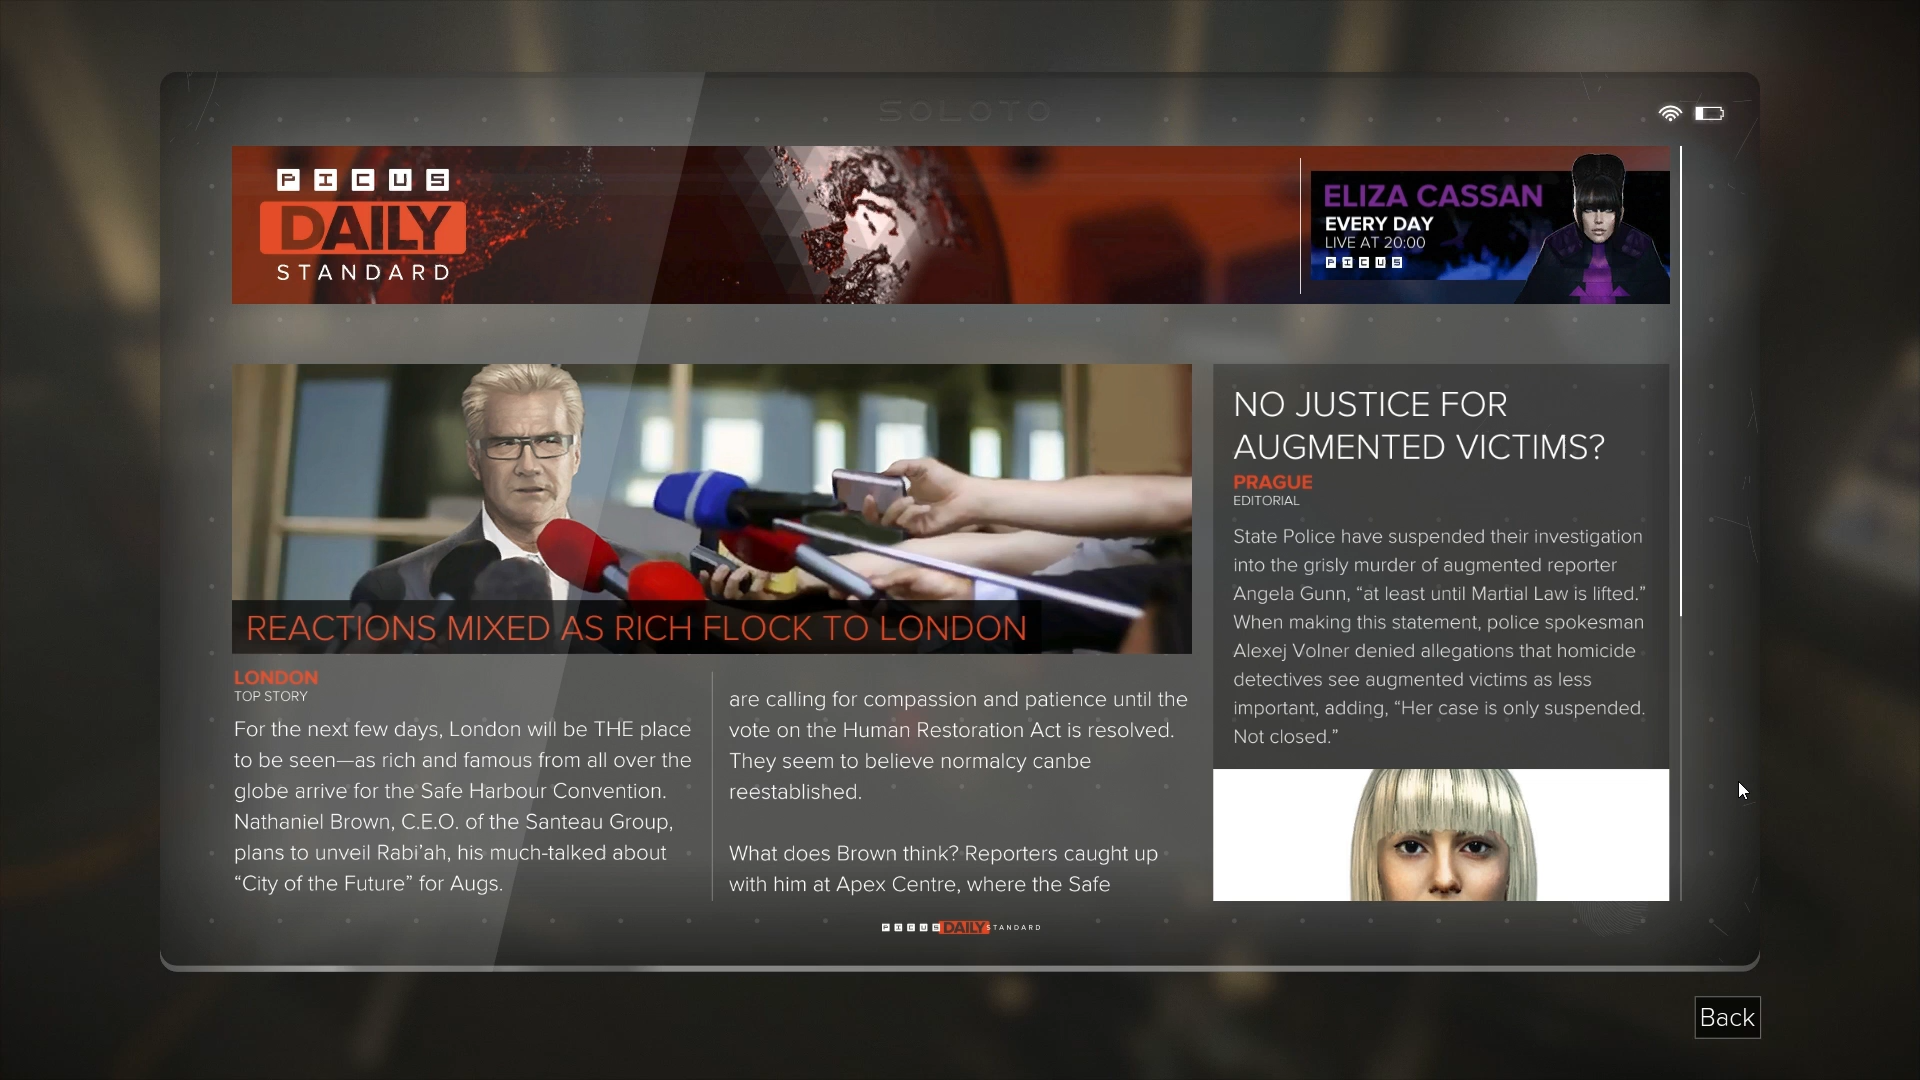 SOLOTO
PICUS
DAILY
STANDARD
ELIZA CASSAN
EVERY DAY
LIVE AT 20:00
PICUS
REACTIONS MIXED AS RICH FLOCK TO LONDON
LONDON
TOP STORY
For the next few days, London will be THE place
to be seen—as rich and famous from all over the
globe arrive for the Safe Harbour Convention.
Nathaniel Brown, C.E.O. of the Santeau Group,
plans to unveil Rabi’ah, his much-talked about
“City of the Future” for Augs.
are calling for compassion and patience until the
vote on the Human Restoration Act is resolved.
They seem to believe normalcy canbe
reestablished.
What does Brown think? Reporters caught up
with him at Apex Centre, where the Safe
NO JUSTICE FOR
AUGMENTED VICTIMS?
PRAGUE
EDITORIAL
State Police have suspended their investigation
into the grisly murder of augmented reporter
Angela Gunn, “at least until Martial Law is lifted.”
When making this statement, police spokesman
Alexej Volner denied allegations that homicide
detectives see augmented victims as less
important, adding, “Her case is only suspended.
Not closed.”
PICUS DAILY STANDARD
Back